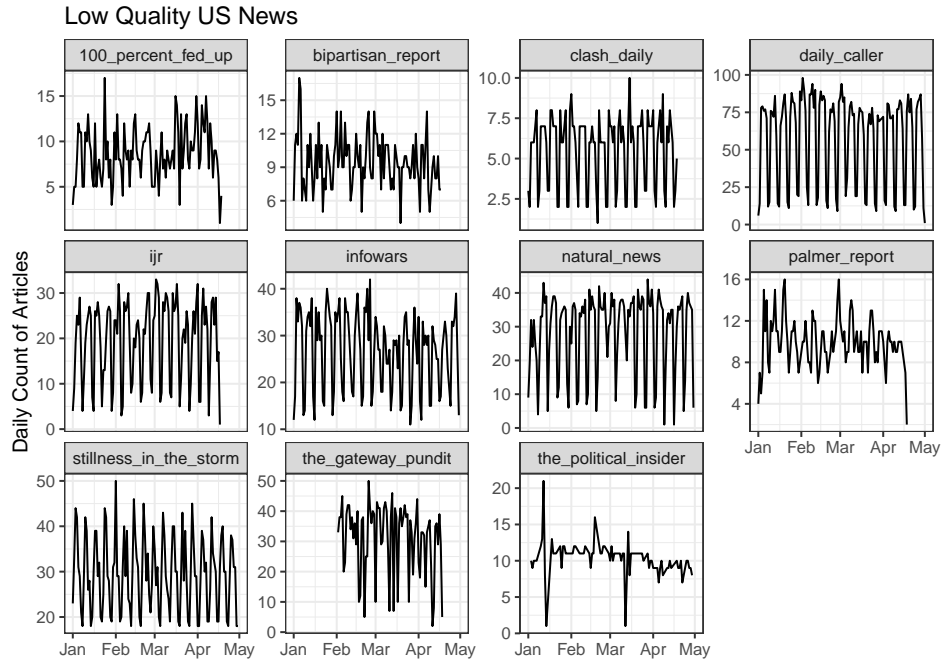 Low Quality US News
Daily Count of Articles
100_percent_fed_up
bipartisan_report
clash_daily
daily_caller
15
10
5
15
12
9
6
10.0
7.5
5.0
2.5
100
75
50
25
0
ijr
infowars
natural_news
palmer_report
30
20
10
0
40
30
20
10
40
30
20
10
0
16
12
8
4
Jan Feb Mar Apr May
stillness_in_the_storm
the_gateway_pundit
the_political_insider
50
40
30
20
50
40
30
20
10
0
20
15
10
5
0
Jan Feb Mar Apr May
Jan Feb Mar Apr May
Jan Feb Mar Apr May